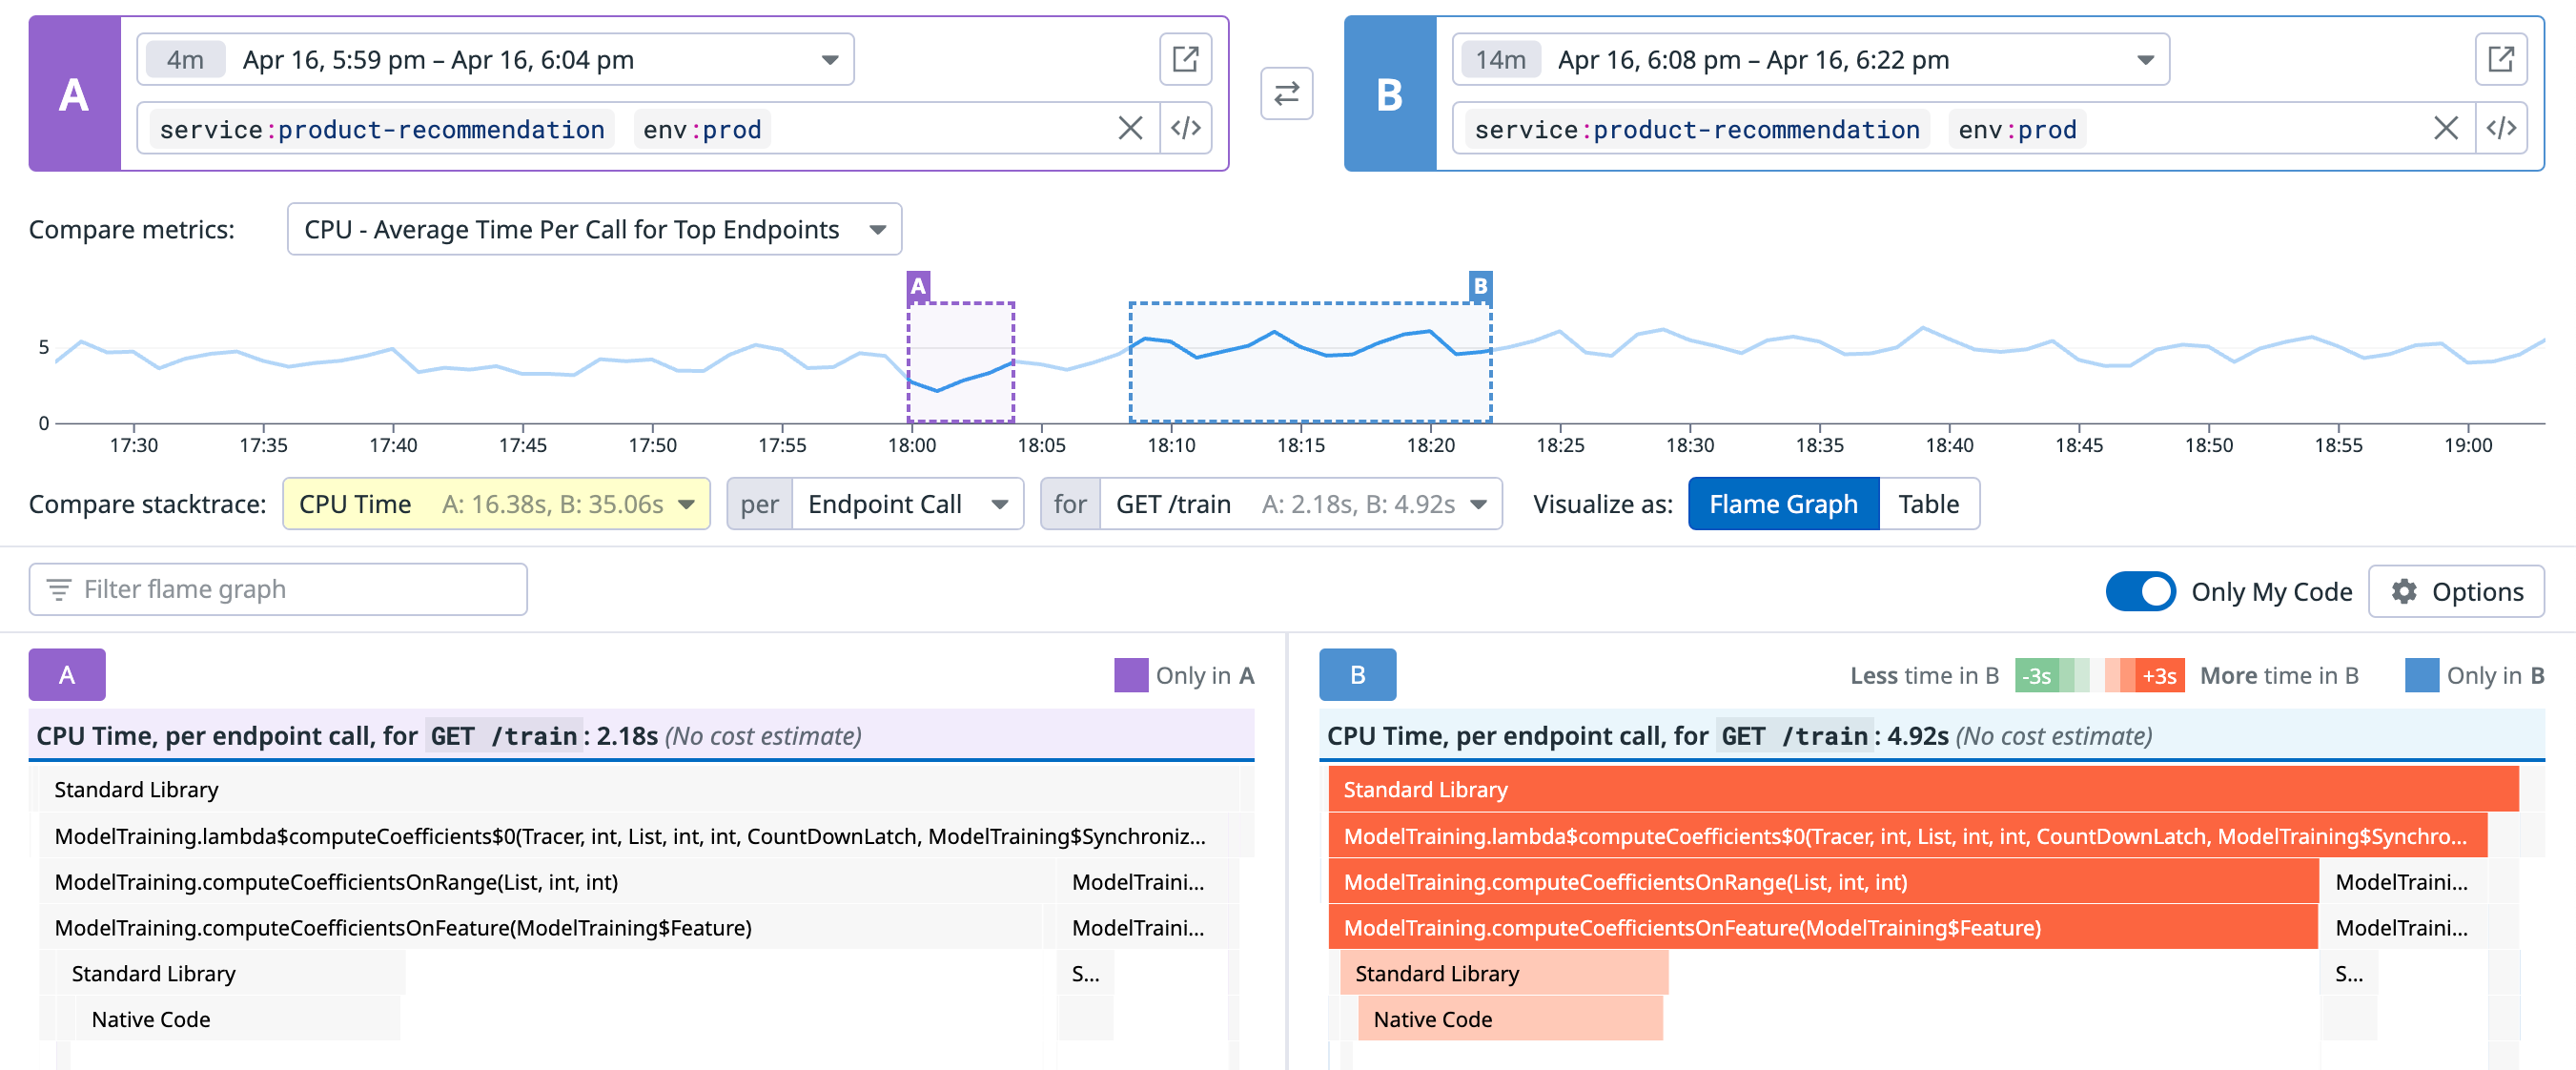 A
4m Apr 16, 5:59 pm – Apr 16, 6:04 pm
service:product-recommendation env:prod
B
14m Apr 16, 6:08 pm – Apr 16, 6:22 pm
service:product-recommendation env:prod
Compare metrics: CPU - Average Time Per Call for Top Endpoints
A B
5
0
17:30 17:35 17:40 17:45 17:50 17:55 18:00 18:05 18:10 18:15 18:20 18:25 18:30 18:35 18:40 18:45 18:50 18:55 19:00
Compare stacktrace: CPU Time A: 16.38s, B: 35.06s per Endpoint Call for GET /train A: 2.18s, B: 4.92s Visualize as: Flame Graph Table
Filter flame graph Only My Code Options
A Only in A
CPU Time, per endpoint call, for GET /train: 2.18s (No cost estimate)
Standard Library
ModelTraining.lambda$computeCoefficients$0(Tracer, int, List, int, int, CountDownLatch, ModelTraining$Synchroniz...
ModelTraining.computeCoefficientsOnRange(List, int, int) ModelTraini...
ModelTraining.computeCoefficientsOnFeature(ModelTraining$Feature) ModelTraini...
Standard Library S...
Native Code
B Less time in B -3s +3s More time in B Only in B
CPU Time, per endpoint call, for GET /train: 4.92s (No cost estimate)
Standard Library
ModelTraining.lambda$computeCoefficients$0(Tracer, int, List, int, int, CountDownLatch, ModelTraining$Synchro...
ModelTraining.computeCoefficientsOnRange(List, int, int) ModelTraini...
ModelTraining.computeCoefficientsOnFeature(ModelTraining$Feature) ModelTraini...
Standard Library S...
Native Code